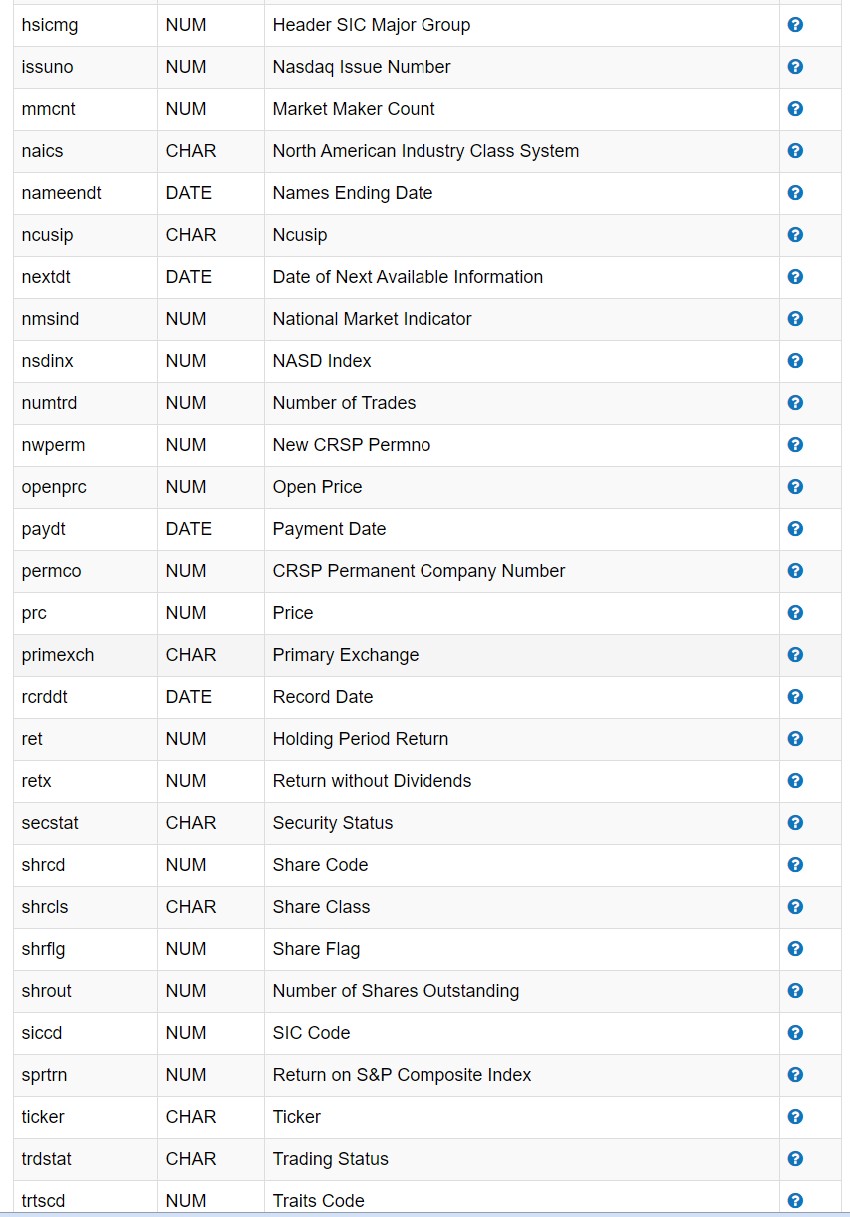 hsicmg NUM Header SIC Major Group
issuno NUM Nasdaq Issue Number
mmcnt NUM Market Maker Count
naics CHAR North American Industry Class System
nameendt DATE Names Ending Date
ncusip CHAR Ncusip
nextdt DATE Date of Next Available Information
nmsind NUM National Market Indicator
nsdinx NUM NASD Index
numtrd NUM Number of Trades
nwperm NUM New CRSP Permno
openprc NUM Open Price
paydt DATE Payment Date
permco NUM CRSP Permanent Company Number
prc NUM Price
primexch CHAR Primary Exchange
rcrddt DATE Record Date
ret NUM Holding Period Return
retx NUM Return without Dividends
secstat CHAR Security Status
shrcd NUM Share Code
shrcls CHAR Share Class
shrflg NUM Share Flag
shrout NUM Number of Shares Outstanding
siccd NUM SIC Code
sprtrn NUM Return on S&P Composite Index
ticker CHAR Ticker
trdstat CHAR Trading Status
trtscd NUM Traits Code